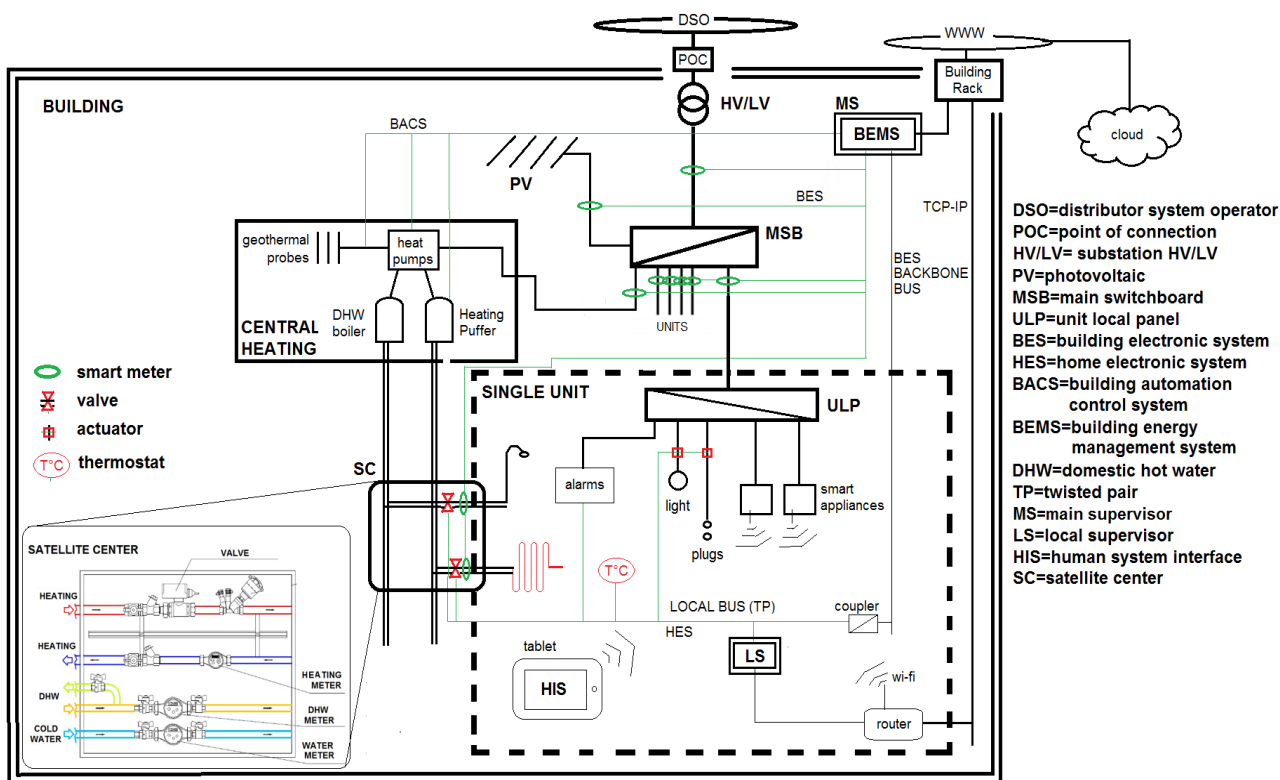 DSO
WWW
POC
Building
Rack
BUILDING
HV/LV
MS
BEMS
cloud
BACS
PV
BES
TCP-IP
MSB
geothermal
probes
heat
pumps
BES
BACKBONE
BUS
DHW
boiler
Heating
Puffer
CENTRAL
HEATING
UNITS
DSO=distributor system operator
POC=point of connection
HV/LV= substation HV/LV
PV=photovoltaic
MSB=main switchboard
ULP=unit local panel
BES=building electronic system
HES=home electronic system
BACS=building automation
control system
BEMS=building energy
management system
DHW=domestic hot water
TP=twisted pair
MS=main supervisor
LS=local supervisor
HIS=human system interface
SC=satellite center
smart meter
valve
actuator
T°C thermostat
SINGLE UNIT
ULP
SC
alarms
light
plugs
smart
appliances
T°C
LOCAL BUS (TP)
HES
coupler
tablet
HIS
LS
wi-fi
router
SATELLITE CENTER
VALVE
HEATING
HEATING
HEATING
METER
DHW
DHW
METER
COLD
WATER
WATER
METER